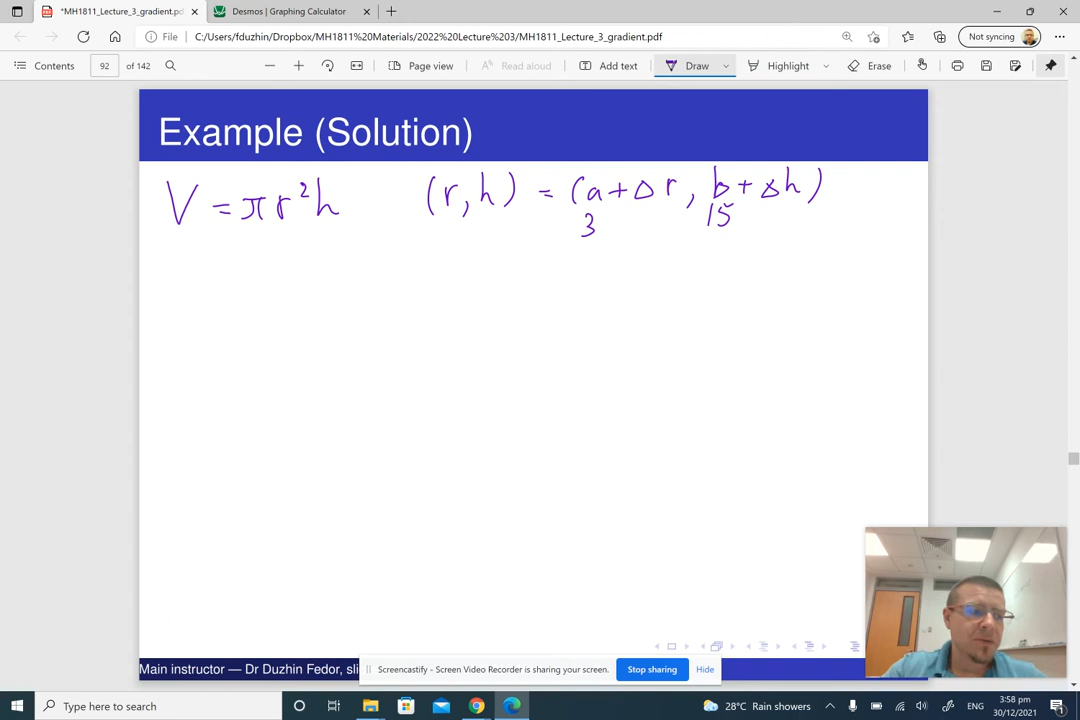 *MH1811_Lecture_3_gradient.pd
Desmos | Graphing Calculator
File
C:/Users/fduzhin/Dropbox/MH1811%20Materials/2022%20Lecture%203/MH1811_Lecture_3_gradient.pdf
Not syncing
Contents
92
of 142
Page view
Read aloud
Add text
Draw
Highlight
Erase
Example (Solution)
V = πr²h
(r, h) = (a + Δr, b + Δh)
3
15
Main instructor — Dr Duzhin Fedor, sli
Screencastify - Screen Video Recorder is sharing your screen.
Stop sharing
Hide
Type here to search
28°C Rain showers
ENG
3:58 pm
30/12/2021
1